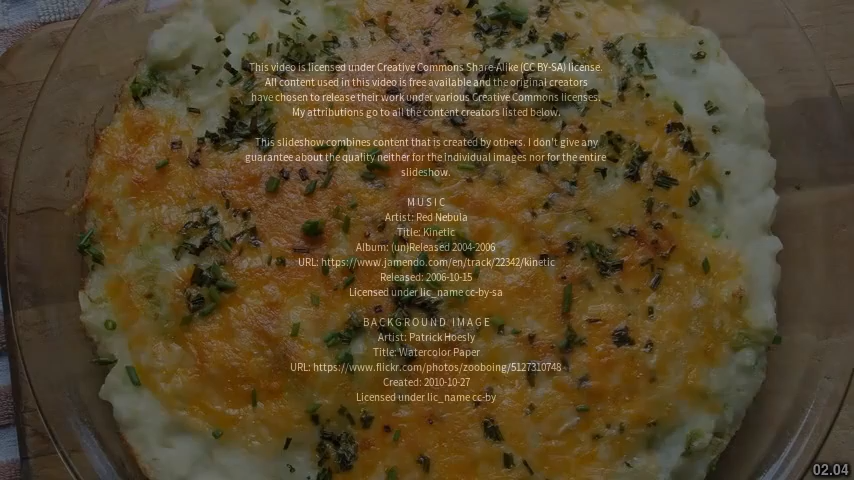 This video is licensed under Creative Commons Share-Alike (CC BY-SA) license.
All content used in this video is free available and the original creators
have chosen to release their work under various Creative Commons licenses.
My attributions go to all the content creators listed below.
This slideshow combines content that is created by others. I don't give any
guarantee about the quality neither for the individual images nor for the entire
slideshow.
MUSIC
Artist: Red Nebula
Title: Kinetic
Album: (un)Released 2004-2006
URL: https://www.jamendo.com/en/track/22342/kinetic
Released: 2006-10-15
Licensed under lic_name cc-by-sa
BACKGROUND IMAGE
Artist: Patrick Hoesly
Title: Watercolor Paper
URL: https://www.flickr.com/photos/zooboing/5127310748
Created: 2010-10-27
Licensed under lic_name cc-by
02.04